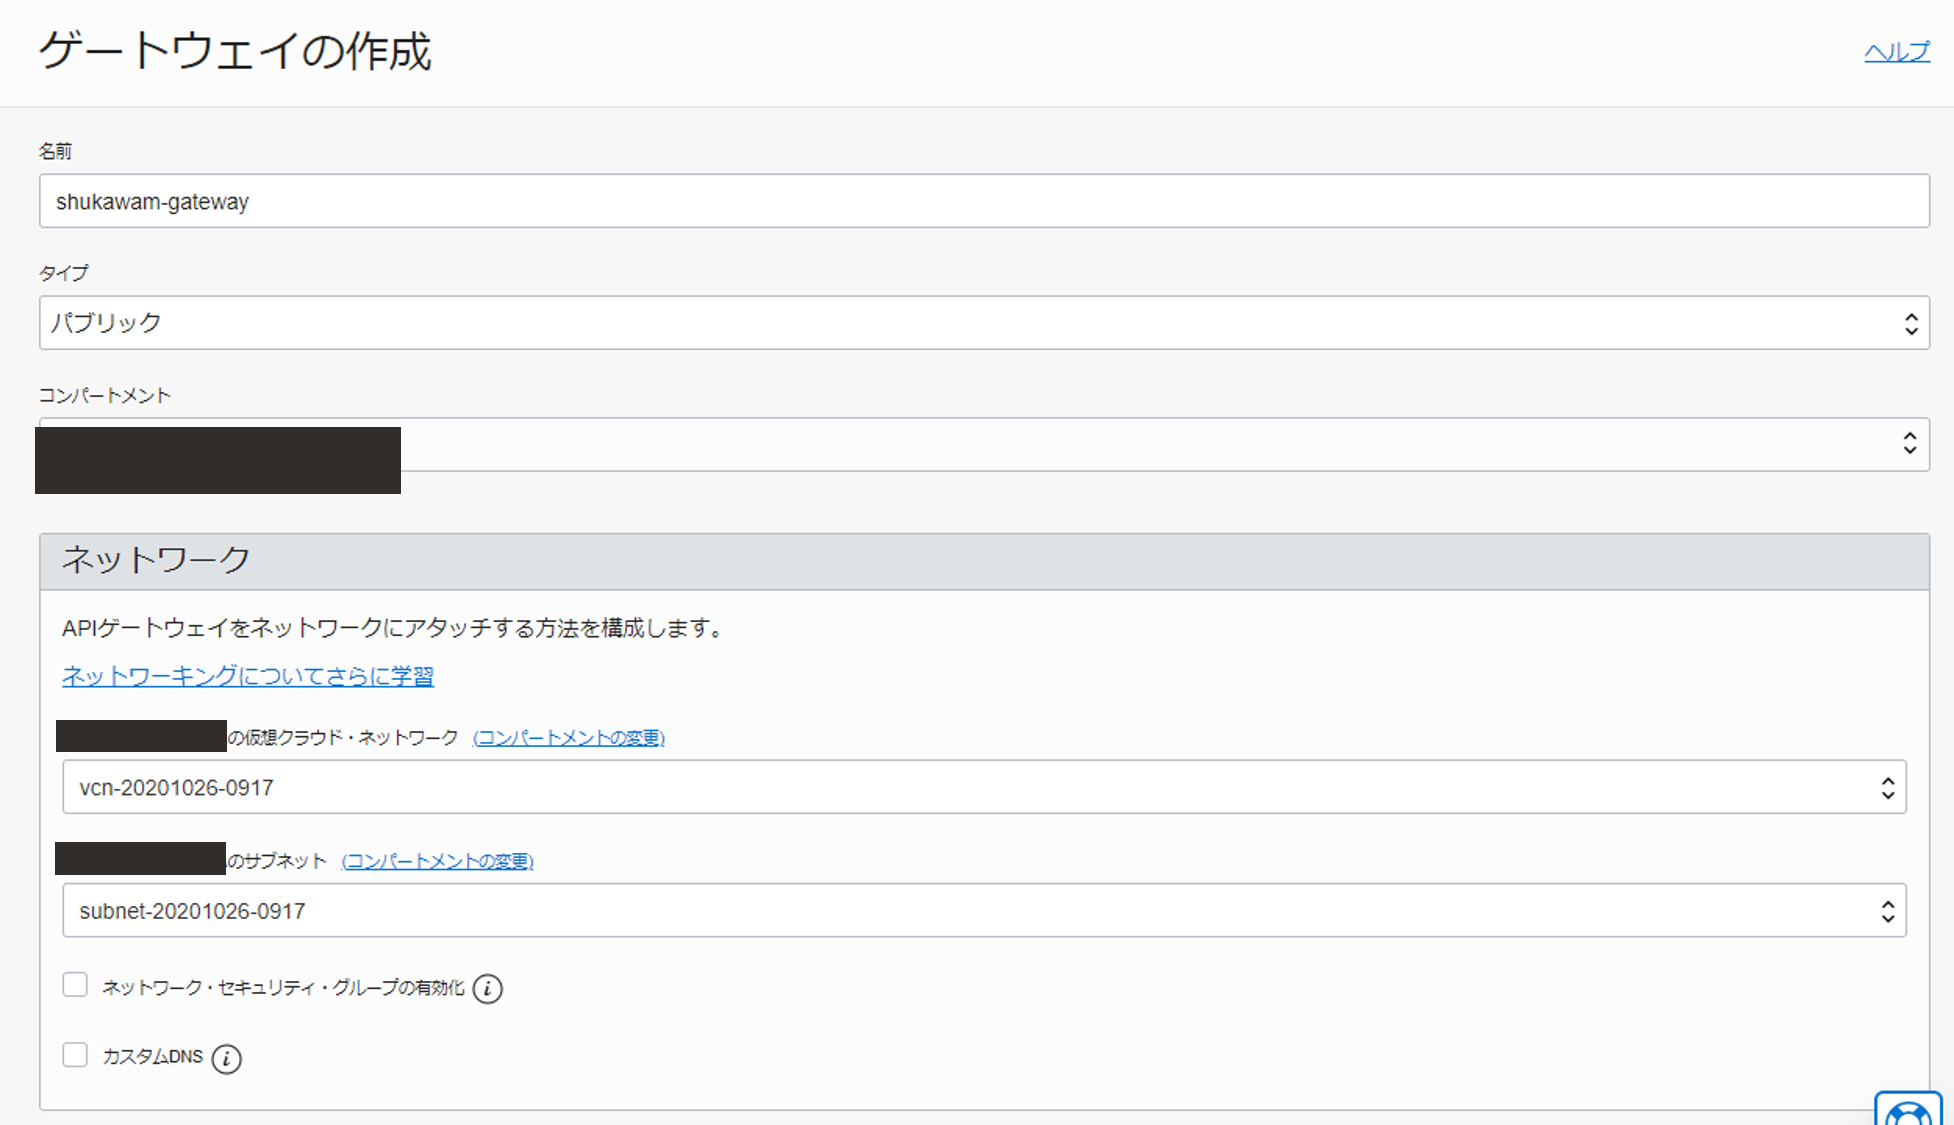 ゲートウェイの作成
ヘルプ
名前
shukawam-gateway
タイプ
パブリック
コンパートメント
ネットワーク
APIゲートウェイをネットワークにアタッチする方法を構成します。
ネットワーキングについてさらに学習
の仮想クラウド・ネットワーク (コンパートメントの変更)
vcn-20201026-0917
のサブネット (コンパートメントの変更)
subnet-20201026-0917
ネットワーク・セキュリティ・グループの有効化 i
カスタムDNS i